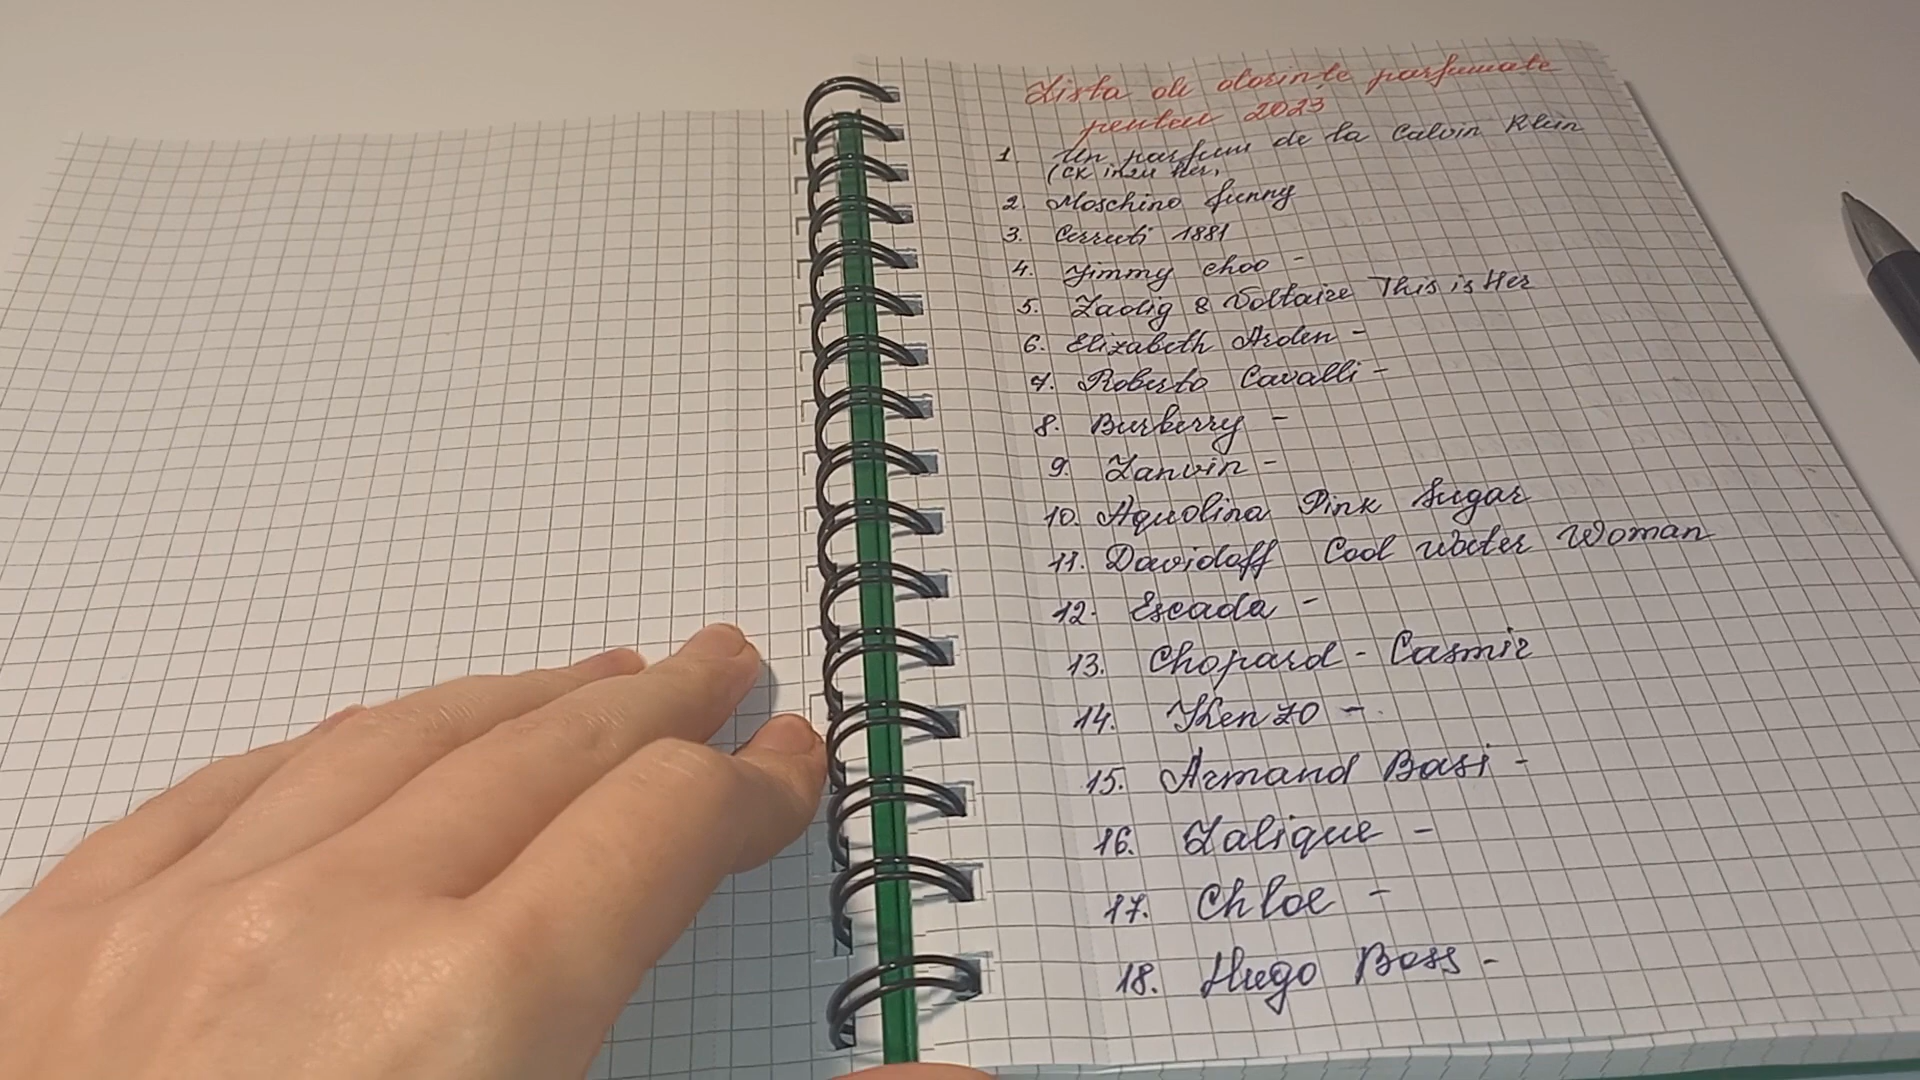 Lista de dorințe parfumate
pentru 2023
1. Un parfum de la Calvin Klein
(CK in2u her,
2. Moschino funny
3. Cerruti 1881
4. Jimmy Choo -
5. Zadig & Voltaire This is Her
6. Elizabeth Arden -
7. Roberto Cavalli -
8. Burberry -
9. Lanvin -
10. Aquolina Pink Sugar
11. Davidoff Cool Water Woman
12. Escada -
13. Chopard - Casmir
14. Kenzo -
15. Armand Basi -
16. Lalique -
17. Chloe -
18. Hugo Boss -